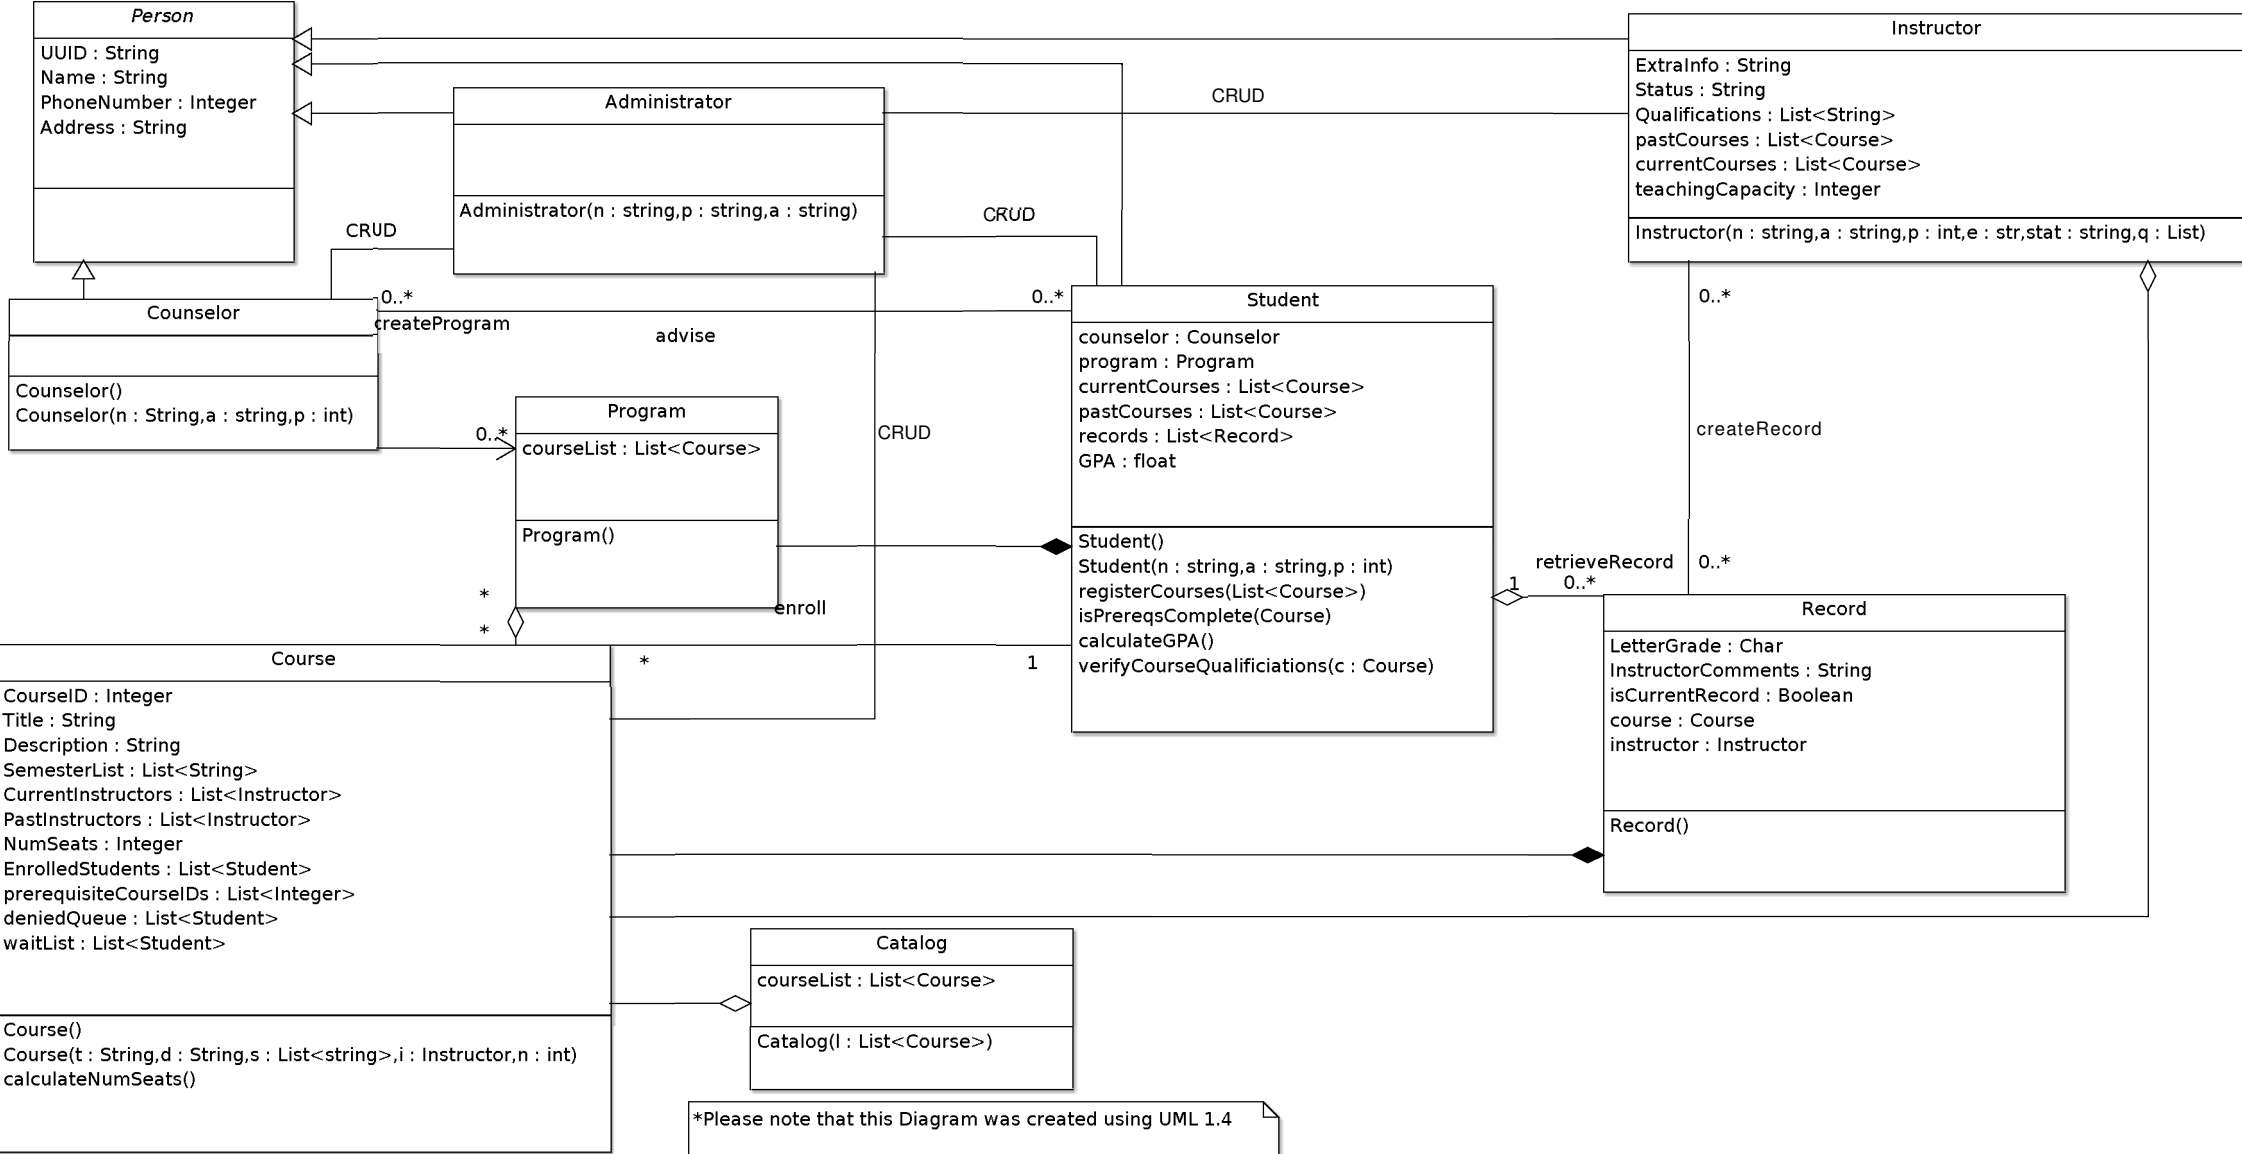 Person
UUID : String
Name : String
PhoneNumber : Integer
Address : String
Administrator
Administrator(n : string,p : string,a : string)
CRUD
CRUD
CRUD
Instructor
ExtraInfo : String
Status : String
Qualifications : List<String>
pastCourses : List<Course>
currentCourses : List<Course>
teachingCapacity : Integer
Instructor(n : string,a : string,p : int,e : str,stat : string,q : List)
Counselor
Counselor()
Counselor(n : String,a : string,p : int)
0..*
createProgram
advise
0..*
Student
counselor : Counselor
program : Program
currentCourses : List<Course>
pastCourses : List<Course>
records : List<Record>
GPA : float
Student()
Student(n : string,a : string,p : int)
registerCourses(List<Course>)
isPrereqsComplete(Course)
calculateGPA()
verifyCourseQualificiations(c : Course)
0..*
createRecord
0..*
0..*
Program
courseList : List<Course>
Program()
CRUD
*
*
enroll
*
1
retrieveRecord
1
0..*
Record
LetterGrade : Char
InstructorComments : String
isCurrentRecord : Boolean
course : Course
instructor : Instructor
Record()
Course
CourseID : Integer
Title : String
Description : String
SemesterList : List<String>
CurrentInstructors : List<Instructor>
PastInstructors : List<Instructor>
NumSeats : Integer
EnrolledStudents : List<Student>
prerequisiteCourseIDs : List<Integer>
deniedQueue : List<Student>
waitList : List<Student>
Course()
Course(t : String,d : String,s : List<string>,i : Instructor,n : int)
calculateNumSeats()
Catalog
courseList : List<Course>
Catalog(l : List<Course>)
*Please note that this Diagram was created using UML 1.4